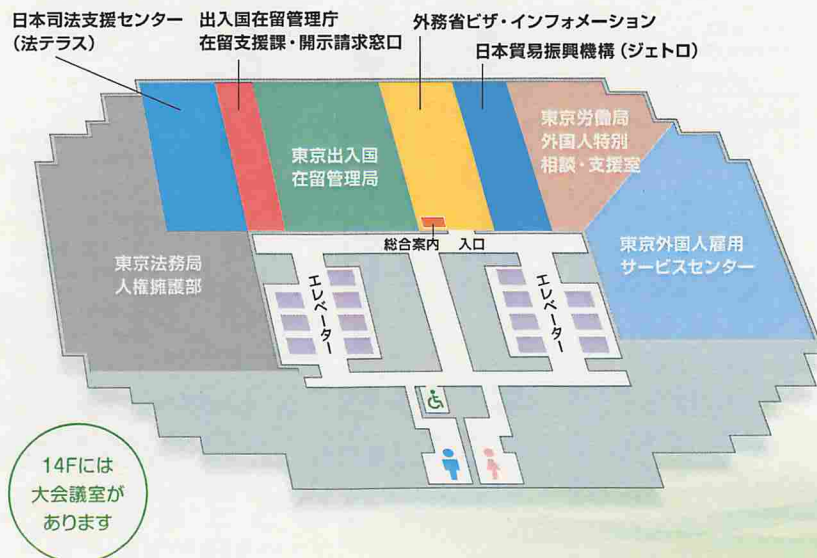 日本司法支援センター
(法テラス)
出入国在留管理庁
在留支援課・開示請求窓口
外務省ビザ・インフォメーション
日本貿易振興機構(ジェトロ)
東京出入国
在留管理局
東京労働局
外国人特別
相談・支援室
東京法務局
人権擁護部
総合案内
入口
東京外国人雇用
サービスセンター
エレベーター
エレベーター
14Fには
大会議室が
あります